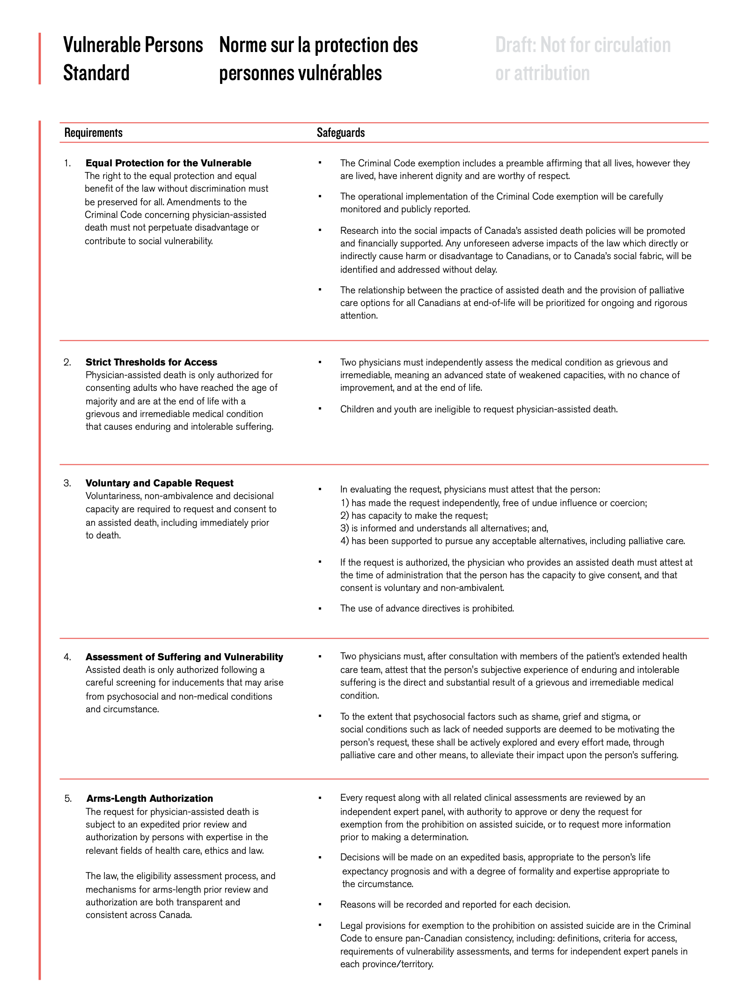 Vulnerable Persons
Standard
Norme sur la protection des
personnes vulnérables
Draft: Not for circulation
or attribution
Requirements
Safeguards
1. Equal Protection for the Vulnerable
The right to the equal protection and equal
benefit of the law without discrimination must
be preserved for all. Amendments to the
Criminal Code concerning physician-assisted
death must not perpetuate disadvantage or
contribute to social vulnerability.
▪ The Criminal Code exemption includes a preamble affirming that all lives, however they
are lived, have inherent dignity and are worthy of respect.
▪ The operational implementation of the Criminal Code exemption will be carefully
monitored and publicly reported.
▪ Research into the social impacts of Canada’s assisted death policies will be promoted
and financially supported. Any unforeseen adverse impacts of the law which directly or
indirectly cause harm or disadvantage to Canadians, or to Canada’s social fabric, will be
identified and addressed without delay.
▪ The relationship between the practice of assisted death and the provision of palliative
care options for all Canadians at end-of-life will be prioritized for ongoing and rigorous
attention.
2. Strict Thresholds for Access
Physician-assisted death is only authorized for
consenting adults who have reached the age of
majority and are at the end of life with a
grievous and irremediable medical condition
that causes enduring and intolerable suffering.
▪ Two physicians must independently assess the medical condition as grievous and
irremediable, meaning an advanced state of weakened capacities, with no chance of
improvement, and at the end of life.
▪ Children and youth are ineligible to request physician-assisted death.
3. Voluntary and Capable Request
Voluntariness, non-ambivalence and decisional
capacity are required to request and consent to
an assisted death, including immediately prior
to death.
▪ In evaluating the request, physicians must attest that the person:
1) has made the request independently, free of undue influence or coercion;
2) has capacity to make the request;
3) is informed and understands all alternatives; and,
4) has been supported to pursue any acceptable alternatives, including palliative care.
▪ If the request is authorized, the physician who provides an assisted death must attest at
the time of administration that the person has the capacity to give consent, and that
consent is voluntary and non-ambivalent.
▪ The use of advance directives is prohibited.
4. Assessment of Suffering and Vulnerability
Assisted death is only authorized following a
careful screening for inducements that may arise
from psychosocial and non-medical conditions
and circumstance.
▪ Two physicians must, after consultation with members of the patient’s extended health
care team, attest that the person's subjective experience of enduring and intolerable
suffering is the direct and substantial result of a grievous and irremediable medical
condition.
▪ To the extent that psychosocial factors such as shame, grief and stigma, or
social conditions such as lack of needed supports are deemed to be motivating the
person's request, these shall be actively explored and every effort made, through
palliative care and other means, to alleviate their impact upon the person’s suffering.
5. Arms-Length Authorization
The request for physician-assisted death is
subject to an expedited prior review and
authorization by persons with expertise in the
relevant fields of health care, ethics and law.
The law, the eligibility assessment process, and
mechanisms for arms-length prior review and
authorization are both transparent and
consistent across Canada.
▪ Every request along with all related clinical assessments are reviewed by an
independent expert panel, with authority to approve or deny the request for
exemption from the prohibition on assisted suicide, or to request more information
prior to making a determination.
▪ Decisions will be made on an expedited basis, appropriate to the person’s life
expectancy prognosis and with a degree of formality and expertise appropriate to
the circumstance.
▪ Reasons will be recorded and reported for each decision.
▪ Legal provisions for exemption to the prohibition on assisted suicide are in the Criminal
Code to ensure pan-Canadian consistency, including: definitions, criteria for access,
requirements of vulnerability assessments, and terms for independent expert panels in
each province/territory.